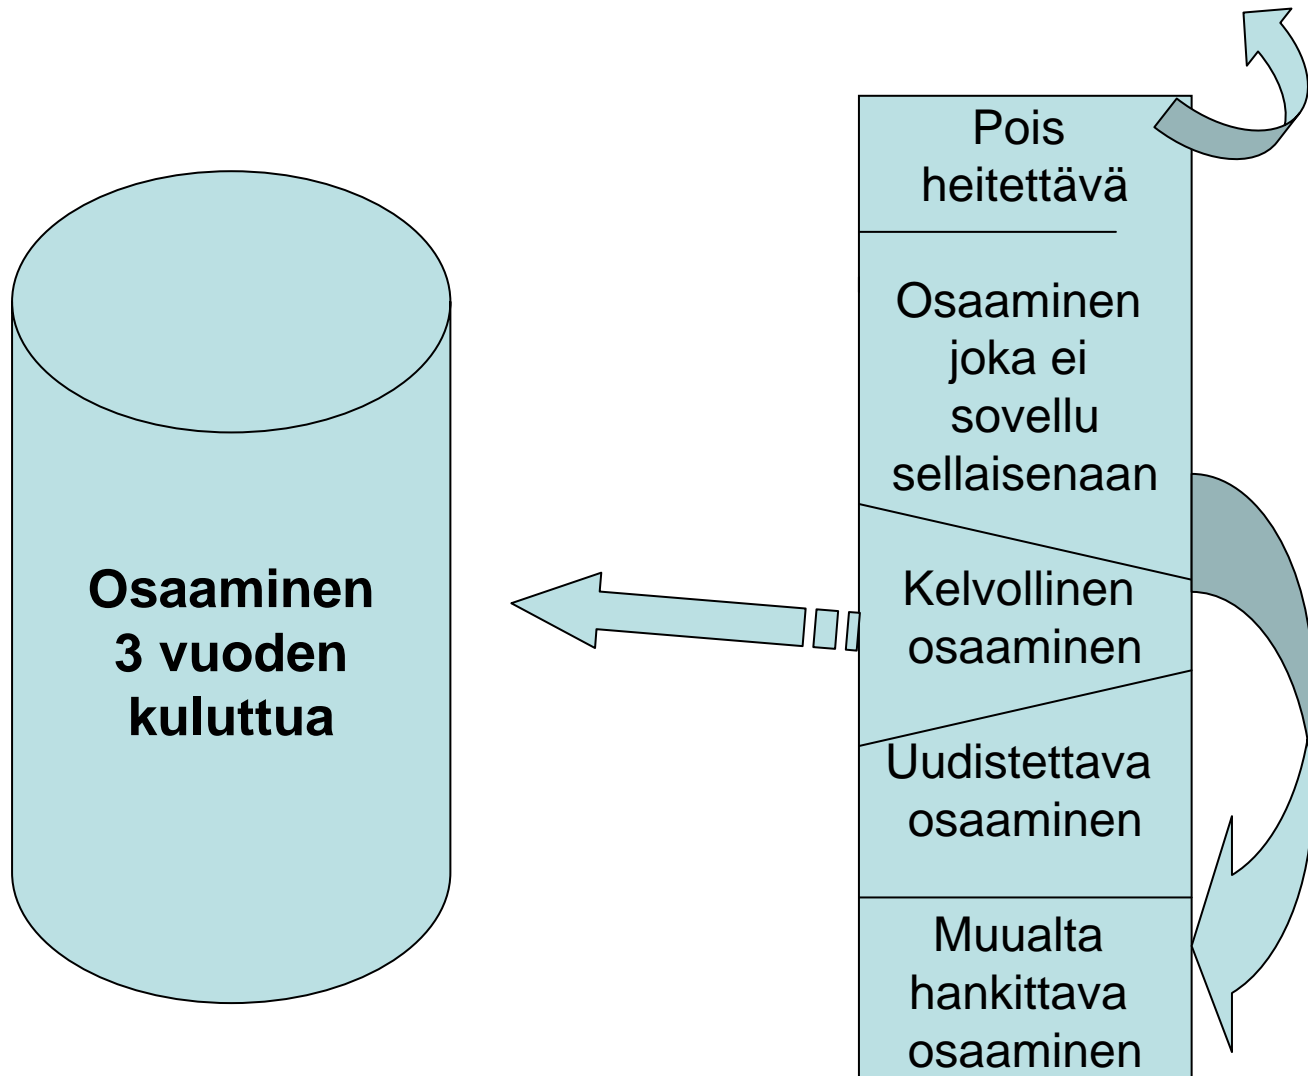 Osaaminen
3 vuoden
kuluttua
Pois
heitettävä
Osaaminen
joka ei
sovellu
sellaisenaan
Kelvollinen
osaaminen
Uudistettava
osaaminen
Muualta
hankittava
osaaminen